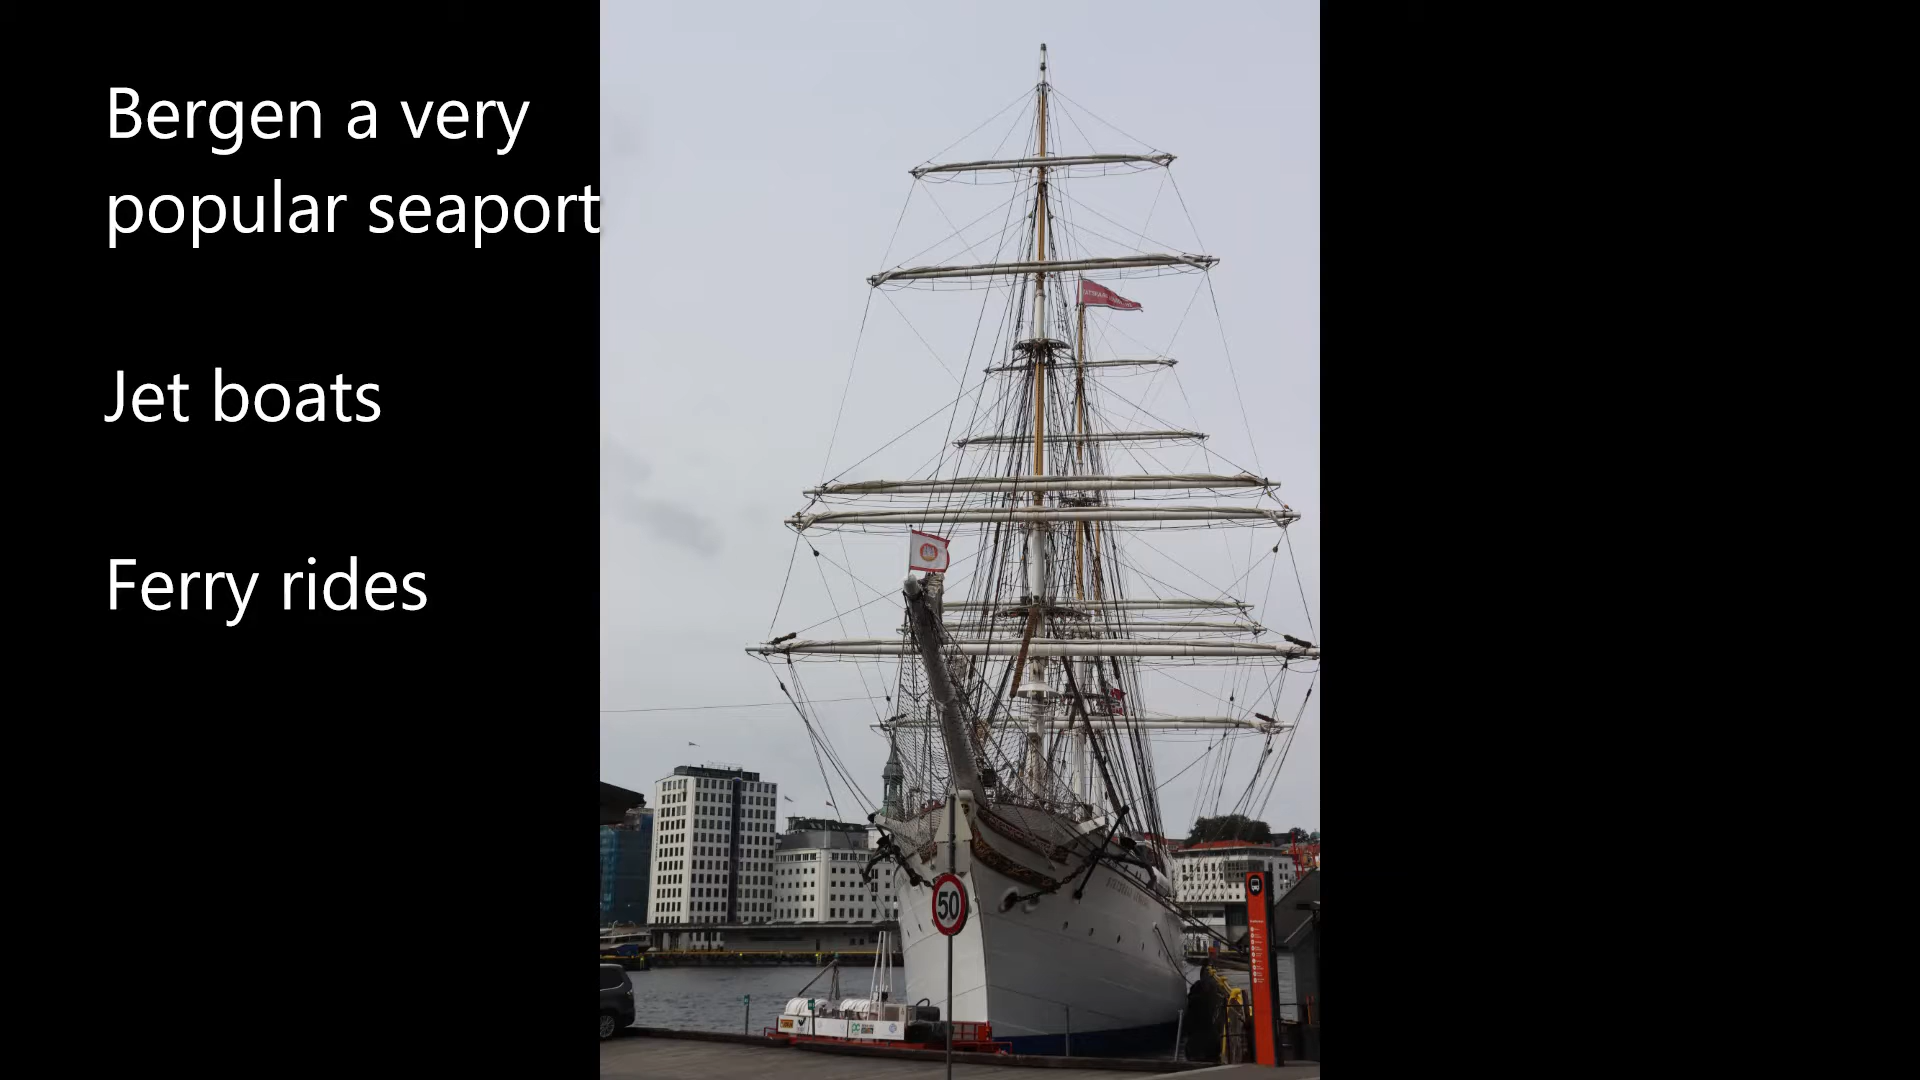 Bergen a very
popular seaport
Jet boats
Ferry rides
50